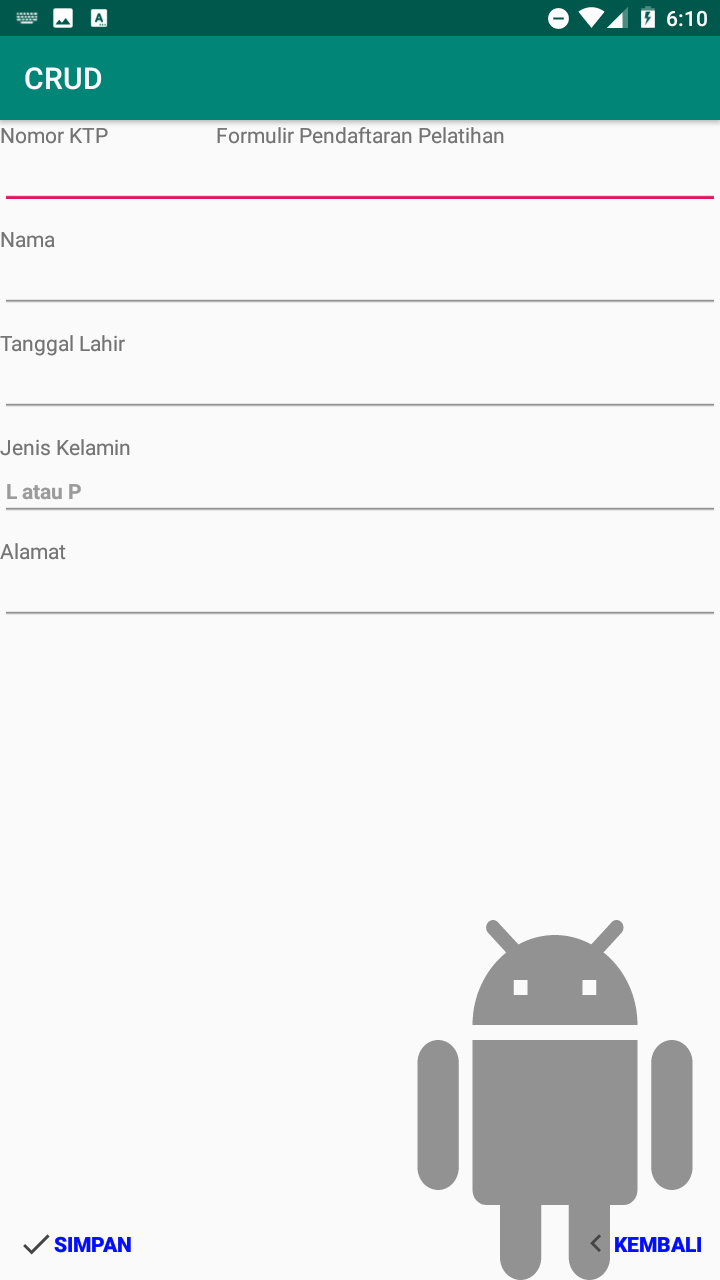 6:10
CRUD
Nomor KTP Formulir Pendaftaran Pelatihan
Nama
Tanggal Lahir
Jenis Kelamin
L atau P
Alamat
SIMPAN KEMBALI